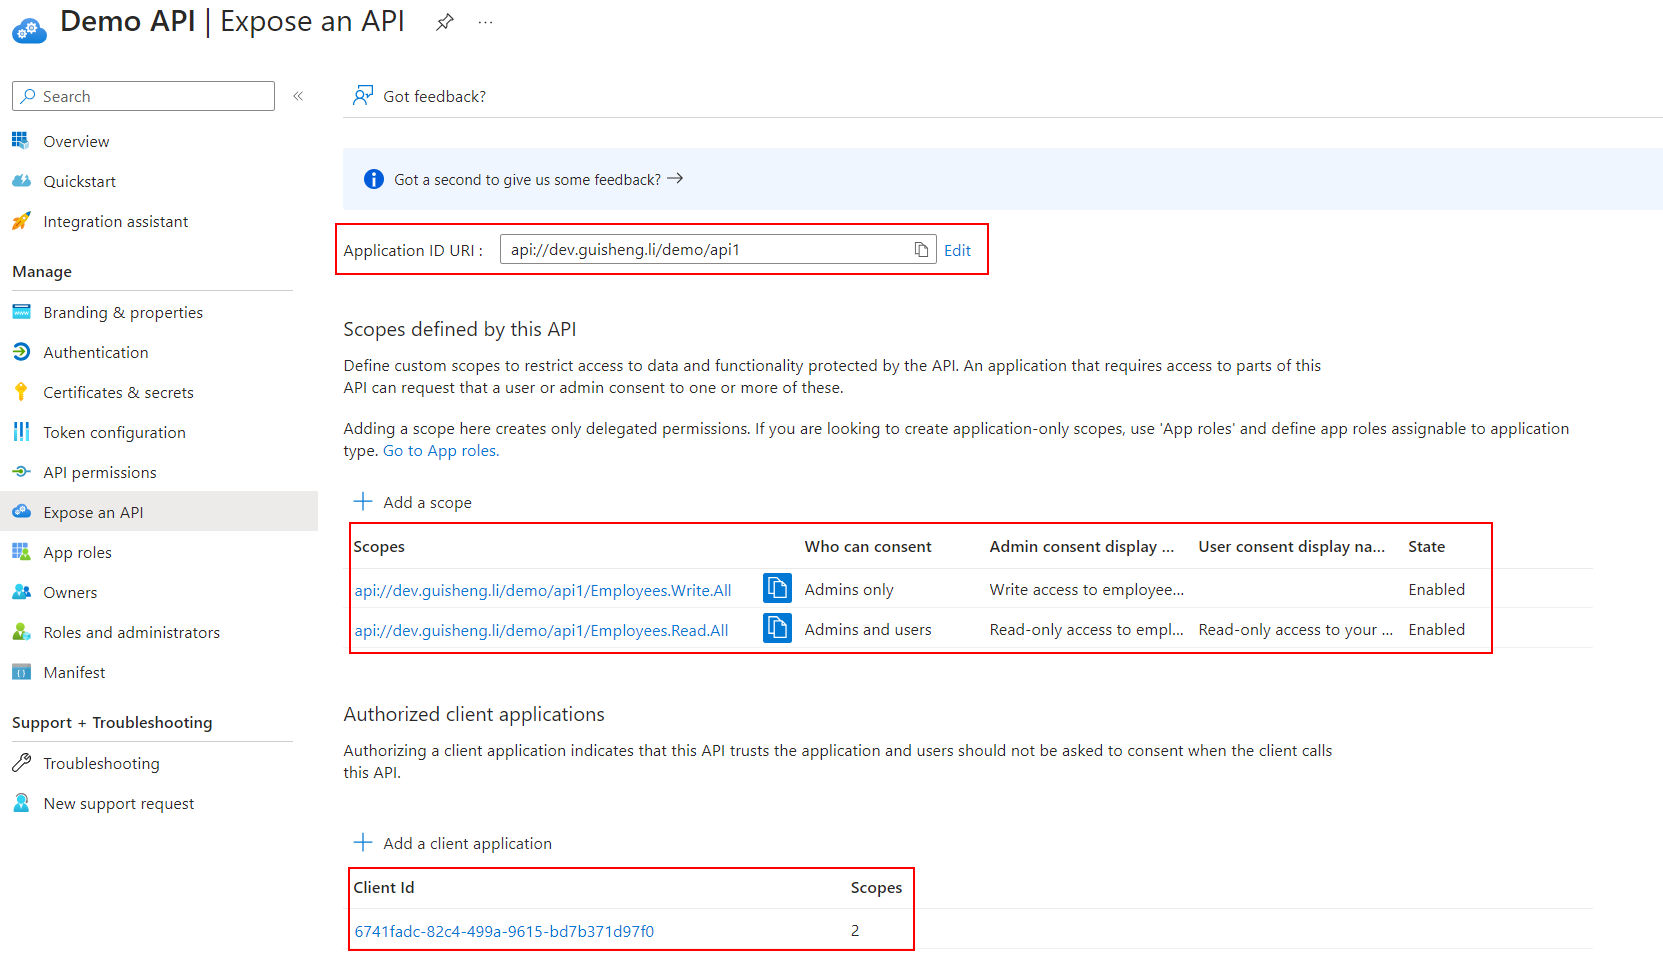 Demo API | Expose an API
Search
Overview
Quickstart
Integration assistant
Manage
Branding & properties
Authentication
Certificates & secrets
Token configuration
API permissions
Expose an API
App roles
Owners
Roles and administrators
Manifest
Support + Troubleshooting
Troubleshooting
New support request
Got feedback?
Got a second to give us some feedback?
Application ID URI : api://dev.guisheng.li/demo/api1 Edit
Scopes defined by this API
Define custom scopes to restrict access to data and functionality protected by the API. An application that requires access to parts of this
API can request that a user or admin consent to one or more of these.
Adding a scope here creates only delegated permissions. If you are looking to create application-only scopes, use 'App roles' and define app roles assignable to application
type. Go to App roles.
Add a scope
Scopes Who can consent Admin consent display ... User consent display na... State
api://dev.guisheng.li/demo/api1/Employees.Write.All Admins only Write access to employee... Enabled
api://dev.guisheng.li/demo/api1/Employees.Read.All Admins and users Read-only access to empl... Read-only access to your ... Enabled
Authorized client applications
Authorizing a client application indicates that this API trusts the application and users should not be asked to consent when the client calls
this API.
Add a client application
Client Id Scopes
6741fadc-82c4-499a-9615-bd7b371d97f0 2